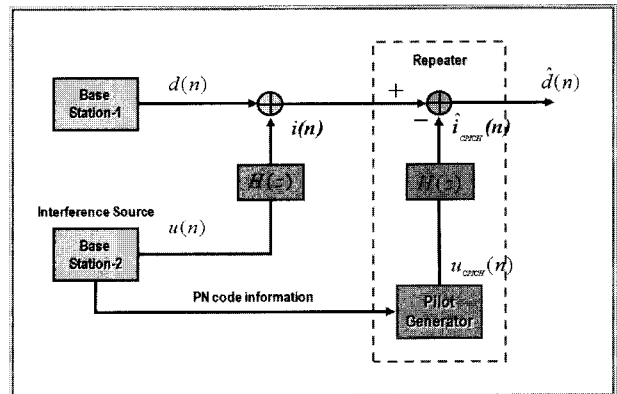 Repeater
Base
Station-1
d(n)
+
d̂(n)
i(n)
−
î_CPICH(n)
H(z)
H(z)
Interference Source
Base
Station-2
u(n)
u_CPICH(n)
PN code information
Pilot
Generator